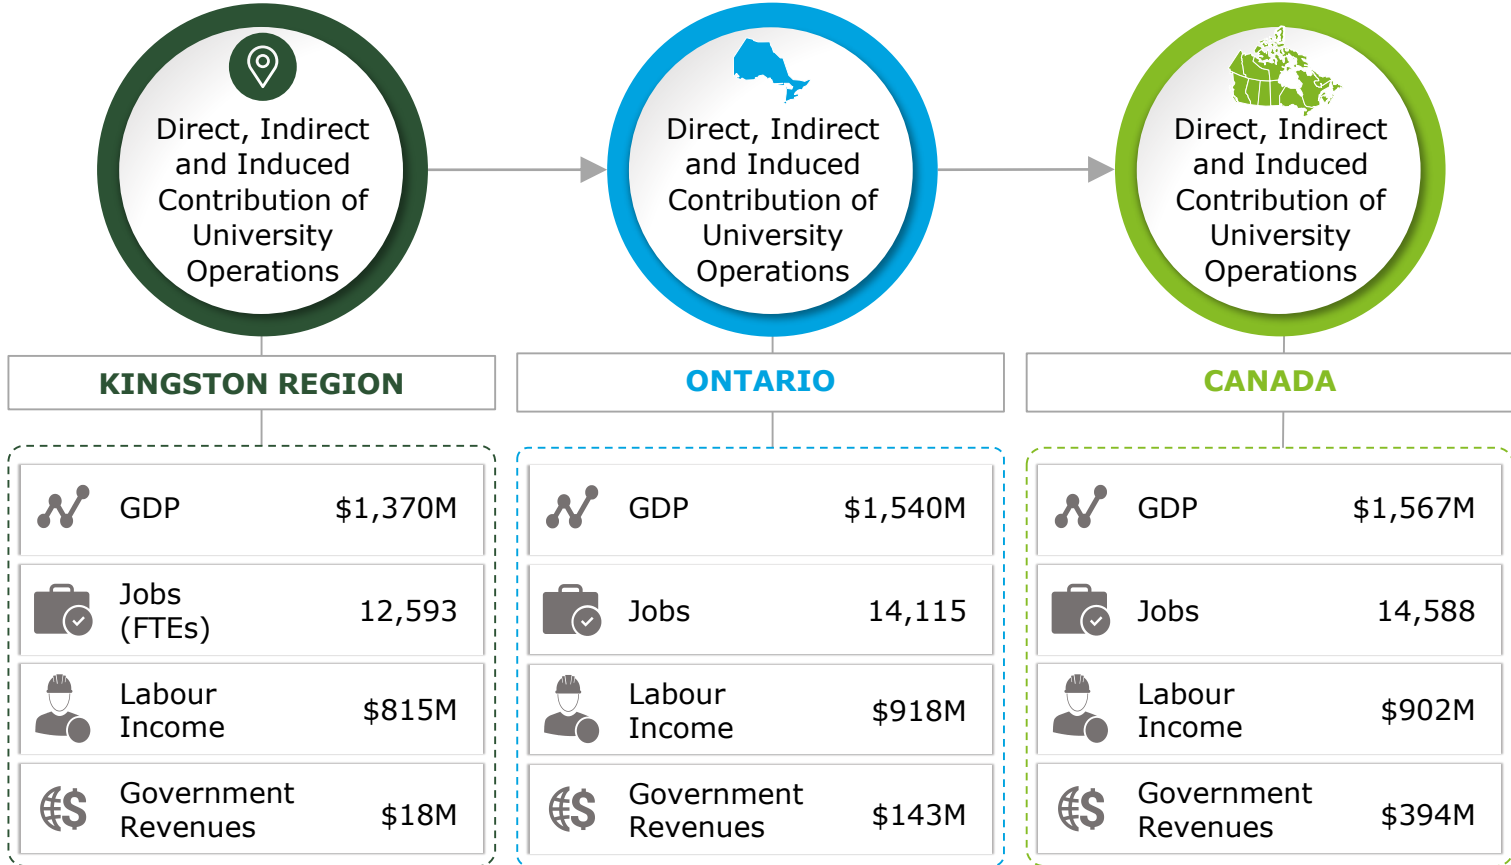 Direct, Indirect
and Induced
Contribution of
University
Operations
Direct, Indirect
and Induced
Contribution of
University
Operations
Direct, Indirect
and Induced
Contribution of
University
Operations
KINGSTON REGION
ONTARIO
CANADA
GDP $1,370M
Jobs
(FTEs) 12,593
Labour
Income $815M
Government
Revenues $18M
GDP $1,540M
Jobs 14,115
Labour
Income $918M
Government
Revenues $143M
GDP $1,567M
Jobs 14,588
Labour
Income $902M
Government
Revenues $394M